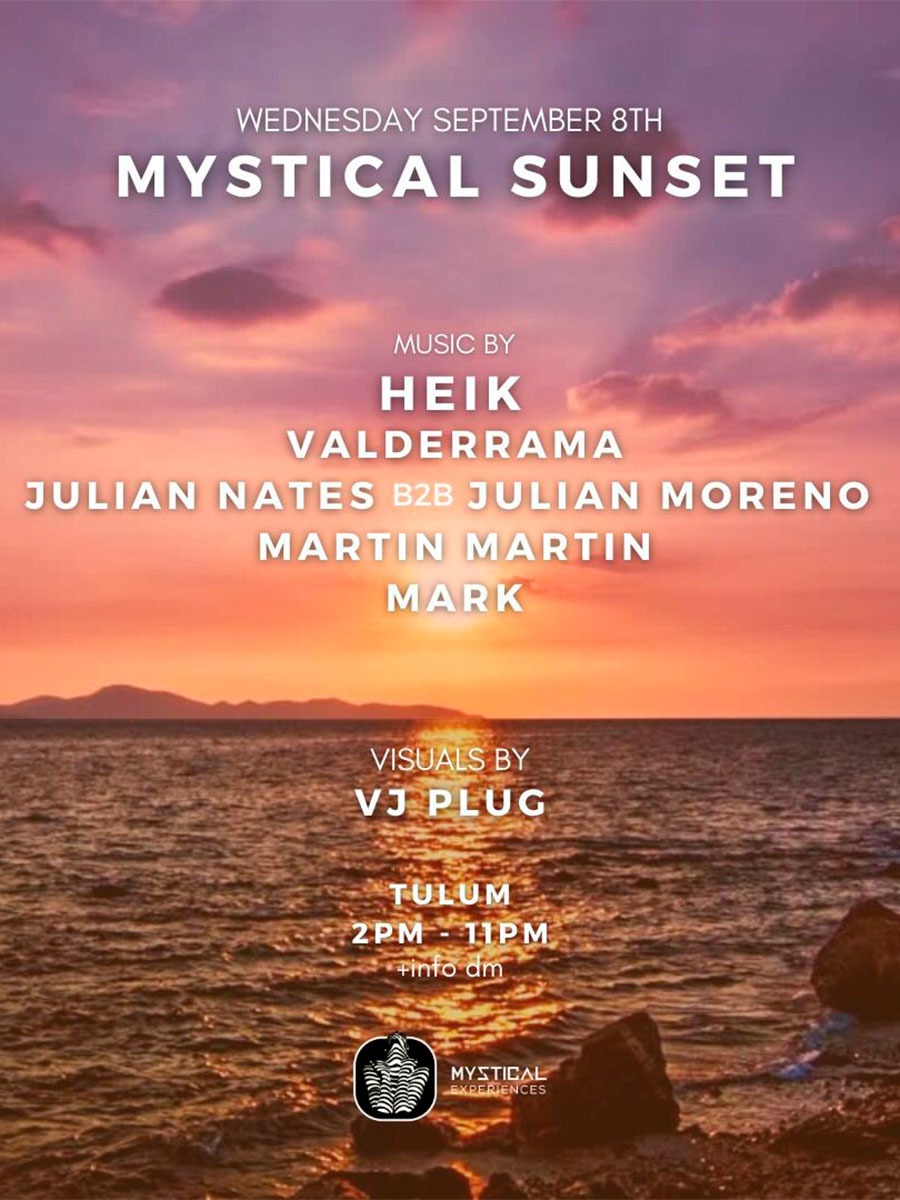 WEDNESDAY SEPTEMBER 8TH
MYSTICAL SUNSET
MUSIC BY
HEIK
VALDERRAMA
JULIAN NATES B2B JULIAN MORENO
MARTIN MARTIN
MARK
VISUALS BY
VJ PLUG
TULUM
2PM - 11PM
+info dm
MYSTICAL
EXPERIENCES